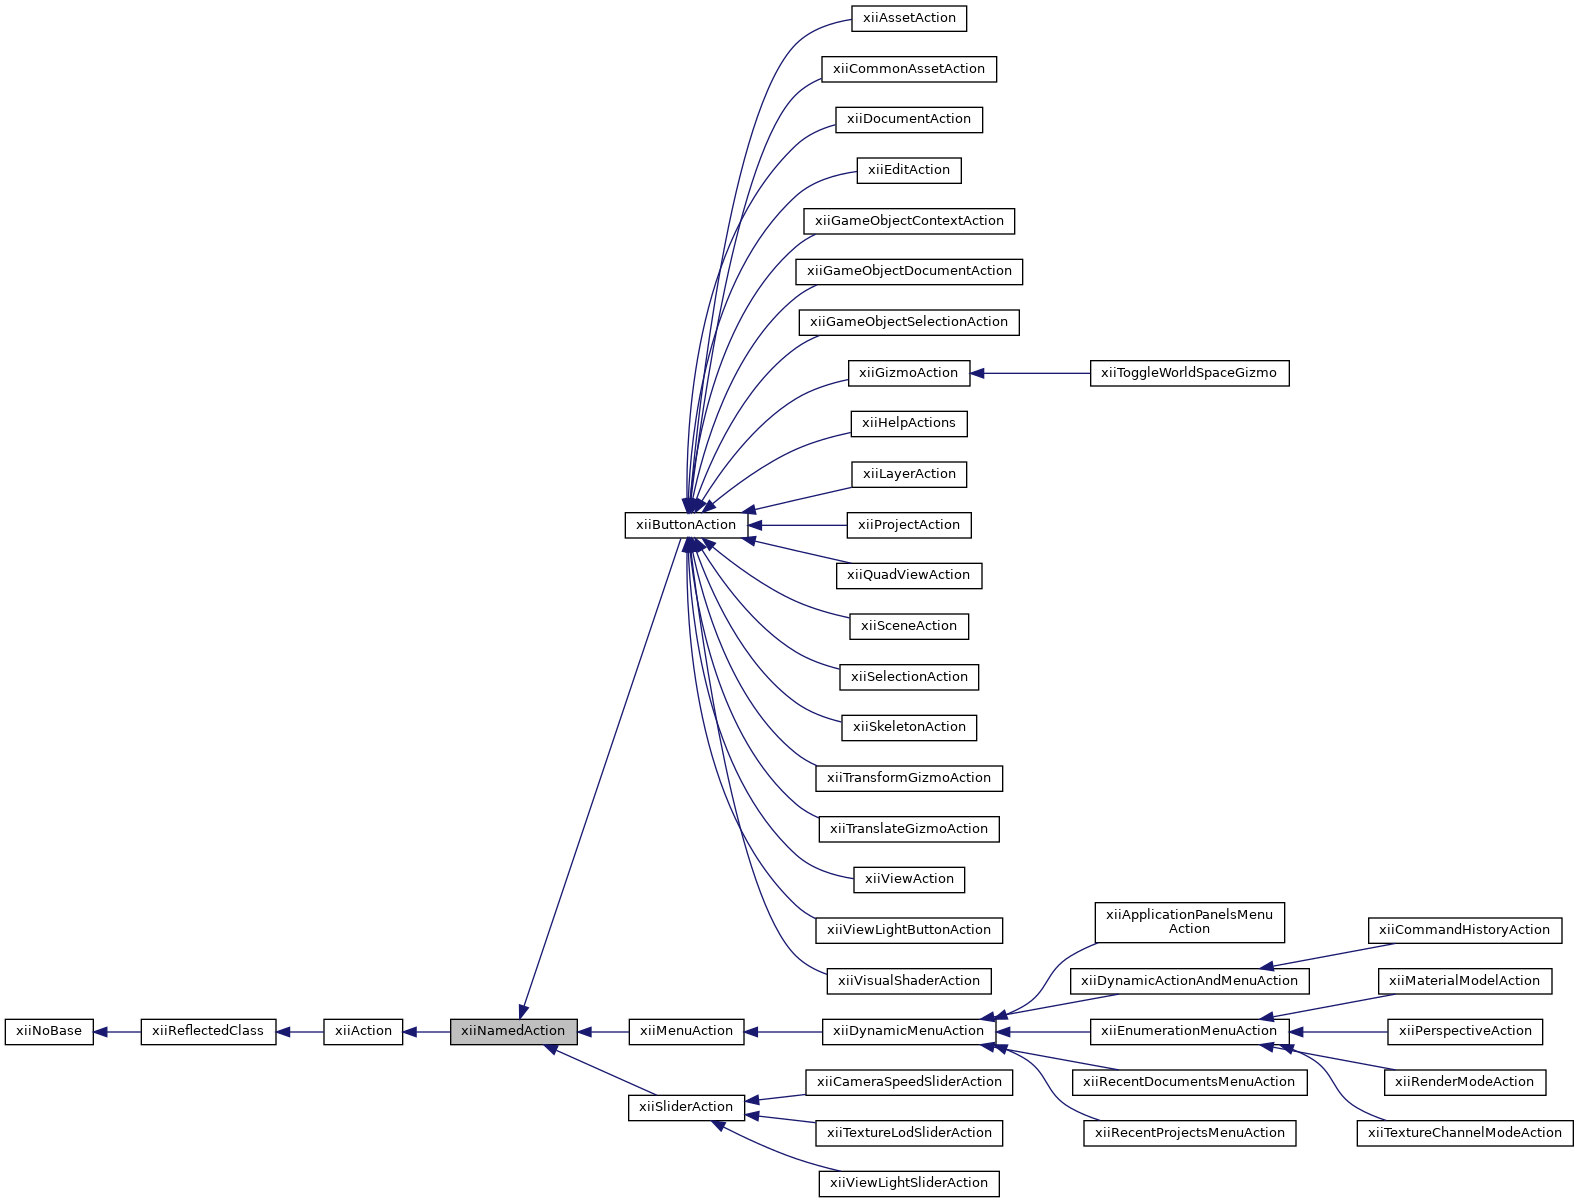 xiiAssetAction
xiiCommonAssetAction
xiiDocumentAction
xiiEditAction
xiiGameObjectContextAction
xiiGameObjectDocumentAction
xiiGameObjectSelectionAction
xiiGizmoAction
xiiToggleWorldSpaceGizmo
xiiHelpActions
xiiLayerAction
xiiButtonAction
xiiProjectAction
xiiQuadViewAction
xiiSceneAction
xiiSelectionAction
xiiSkeletonAction
xiiTransformGizmoAction
xiiTranslateGizmoAction
xiiViewAction
xiiViewLightButtonAction
xiiVisualShaderAction
xiiApplicationPanelsMenu
Action
xiiCommandHistoryAction
xiiDynamicActionAndMenuAction
xiiMaterialModelAction
xiiNoBase
xiiReflectedClass
xiiAction
xiiNamedAction
xiiMenuAction
xiiDynamicMenuAction
xiiEnumerationMenuAction
xiiPerspectiveAction
xiiCameraSpeedSliderAction
xiiRecentDocumentsMenuAction
xiiRenderModeAction
xiiSliderAction
xiiTextureLodSliderAction
xiiRecentProjectsMenuAction
xiiTextureChannelModeAction
xiiViewLightSliderAction